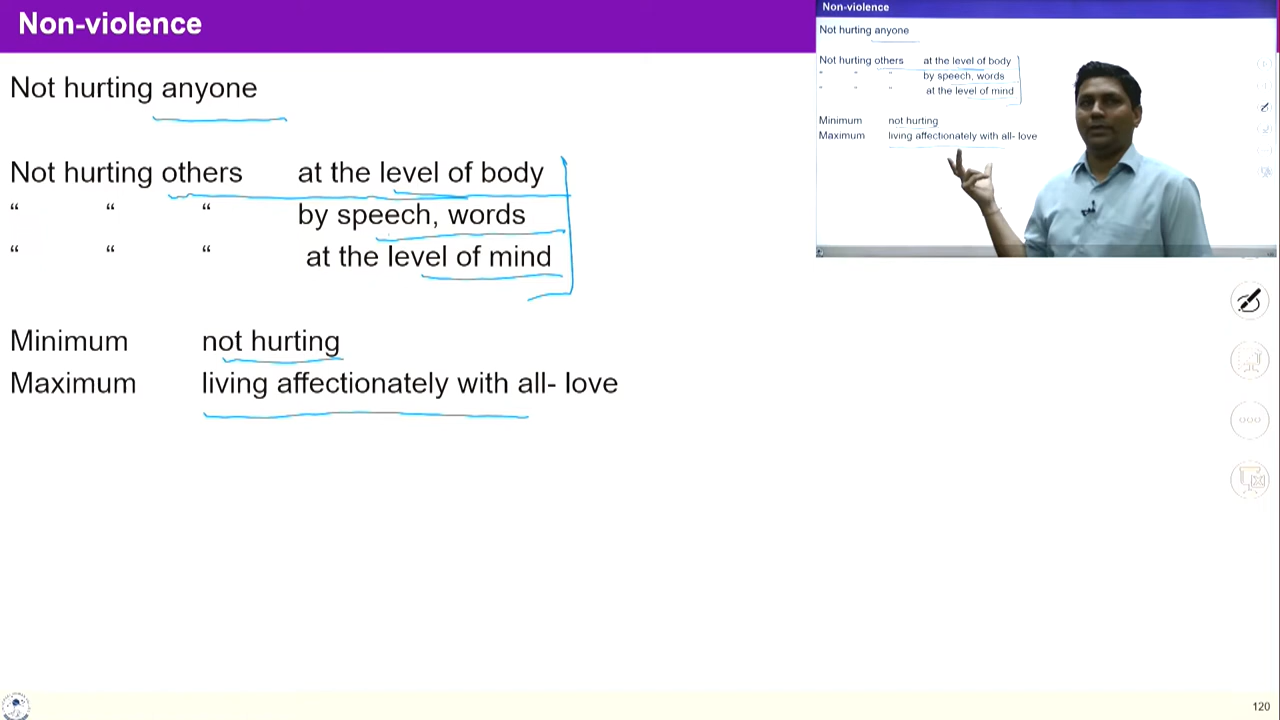 Non-violence
Not hurting anyone
Not hurting others at the level of body
“ “ “ by speech, words
“ “ “ at the level of mind
Minimum not hurting
Maximum living affectionately with all- love
Non-violence
Not hurting anyone
Not hurting others at the level of body
“ “ “ by speech, words
“ “ “ at the level of mind
Minimum not hurting
Maximum living affectionately with all- love
120